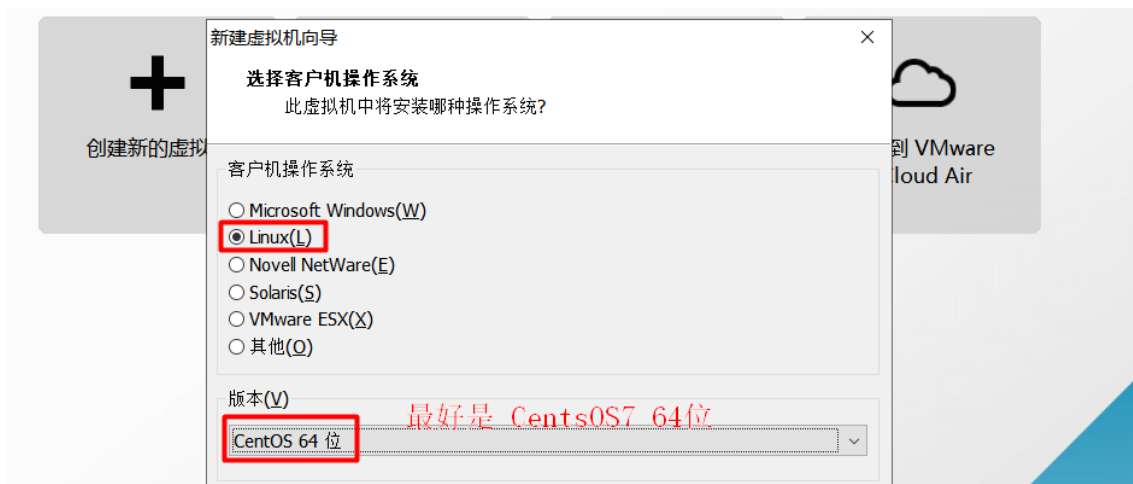 新建虚拟机向导
选择客户机操作系统
此虚拟机中将安装哪种操作系统?
创建新的虚拟
到 VMware
loud Air
客户机操作系统
Microsoft Windows(W)
Linux(L)
Novell NetWare(E)
Solaris(S)
VMware ESX(X)
其他(O)
版本(V)
最好是 CentsOS7 64位
CentOS 64 位